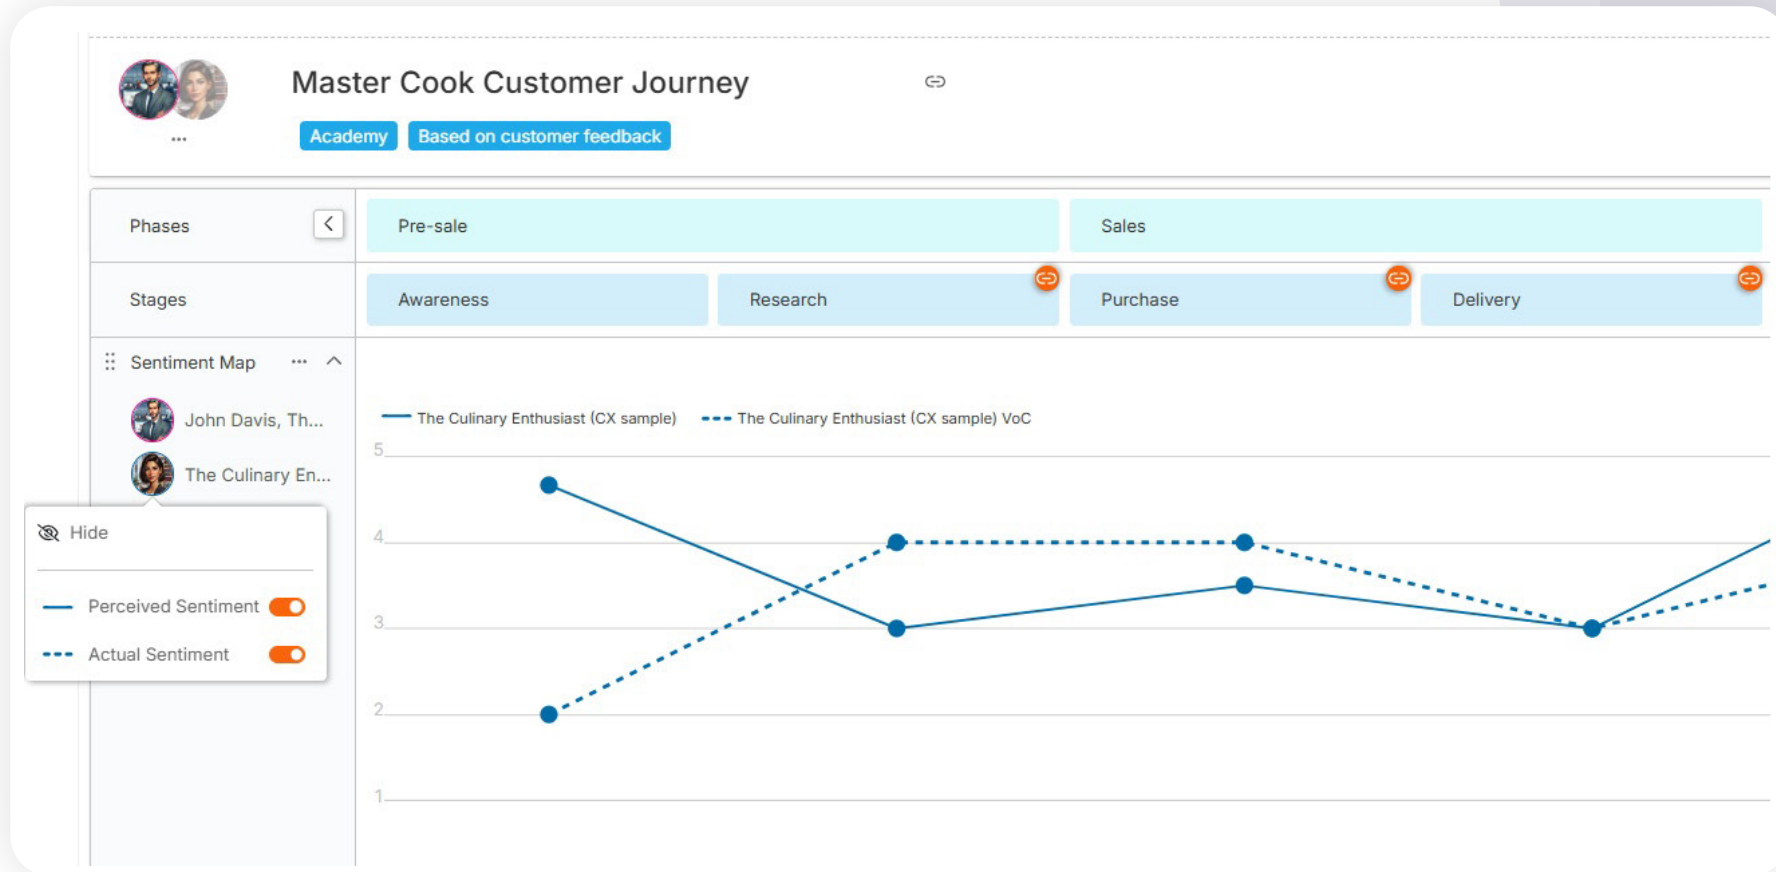 Master Cook Customer Journey
...
Academy Based on customer feedback
Phases Pre-sale Sales
Stages Awareness Research Purchase Delivery
Sentiment Map ...
John Davis, Th...
The Culinary Enthusiast (CX sample) The Culinary Enthusiast (CX sample) VoC
The Culinary En...
Hide
Perceived Sentiment
Actual Sentiment
5
4
3
2
1